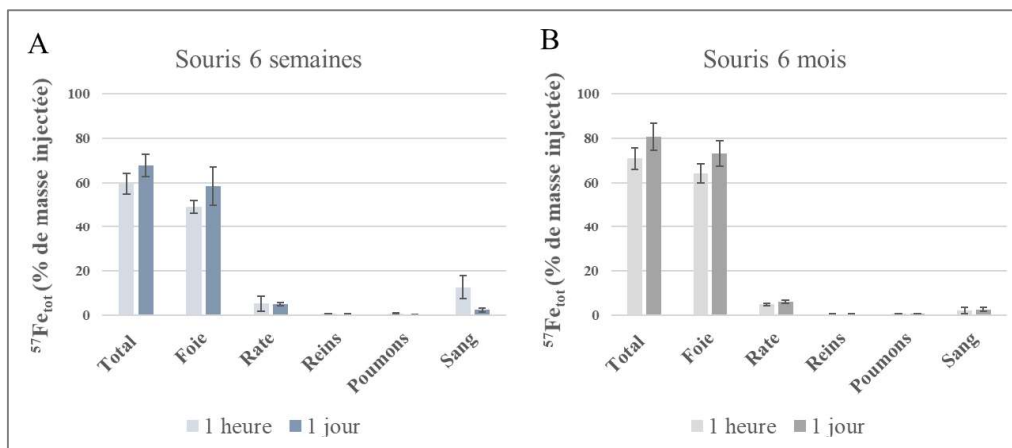 A
Souris 6 semaines
⁵⁷Feₜₒₜ (% de masse injectée)
100
80
60
40
20
0
Total
Foie
Rate
Reins
Poumons
Sang
1 heure
1 jour
B
Souris 6 mois
⁵⁷Feₜₒₜ (% de masse injectée)
100
80
60
40
20
0
Total
Foie
Rate
Reins
Poumons
Sang
1 heure
1 jour